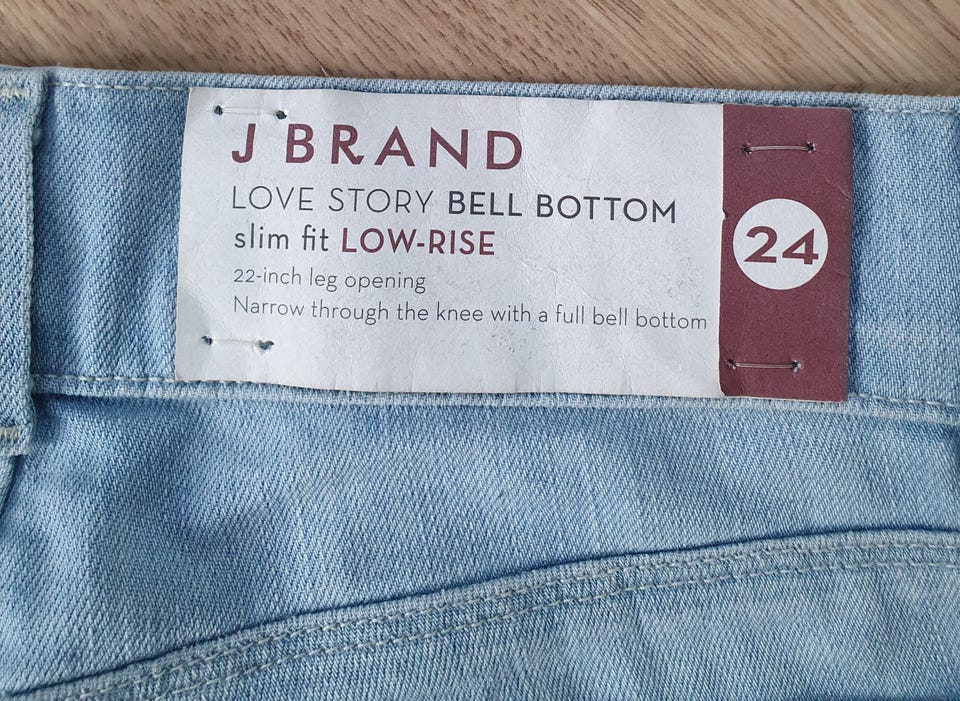 J BRAND
LOVE STORY BELL BOTTOM
slim fit LOW-RISE
22-inch leg opening
Narrow through the knee with a full bell bottom
24